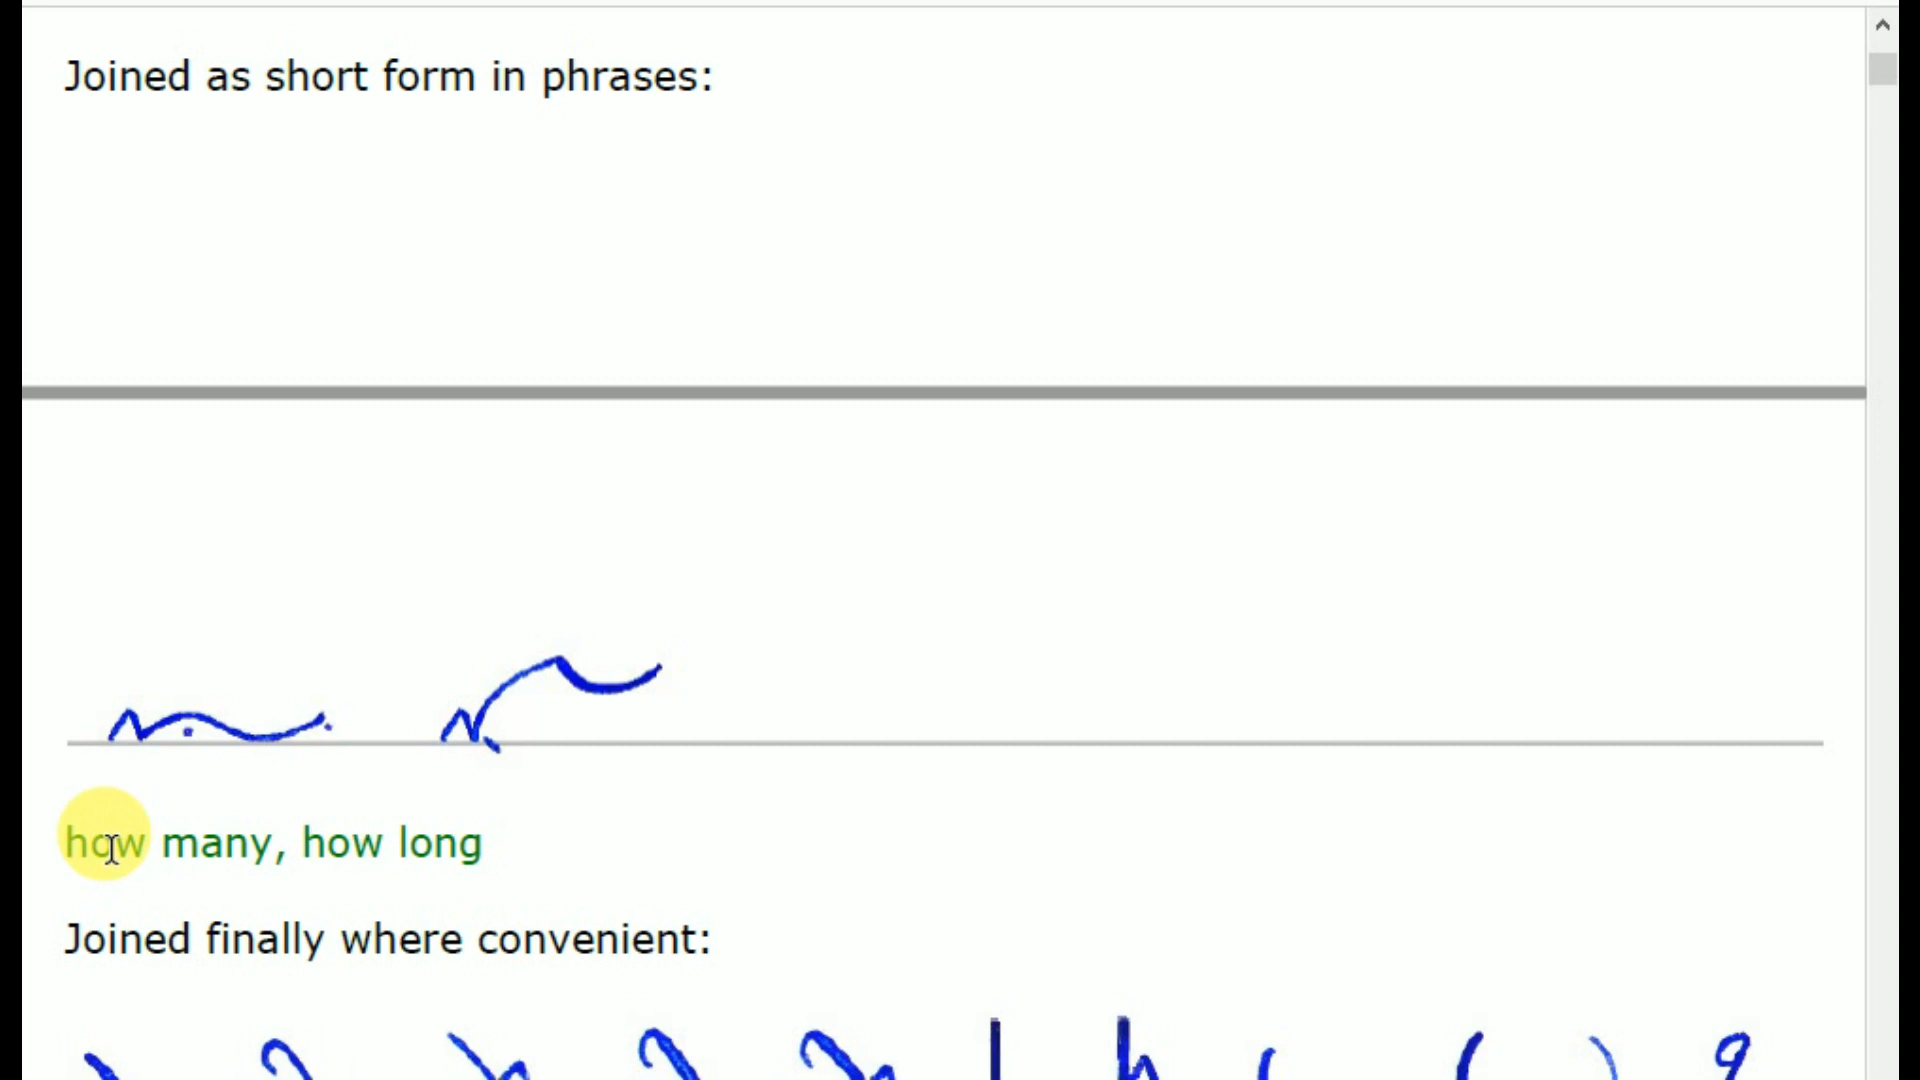 Joined as short form in phrases:
how many, how long
Joined finally where convenient: